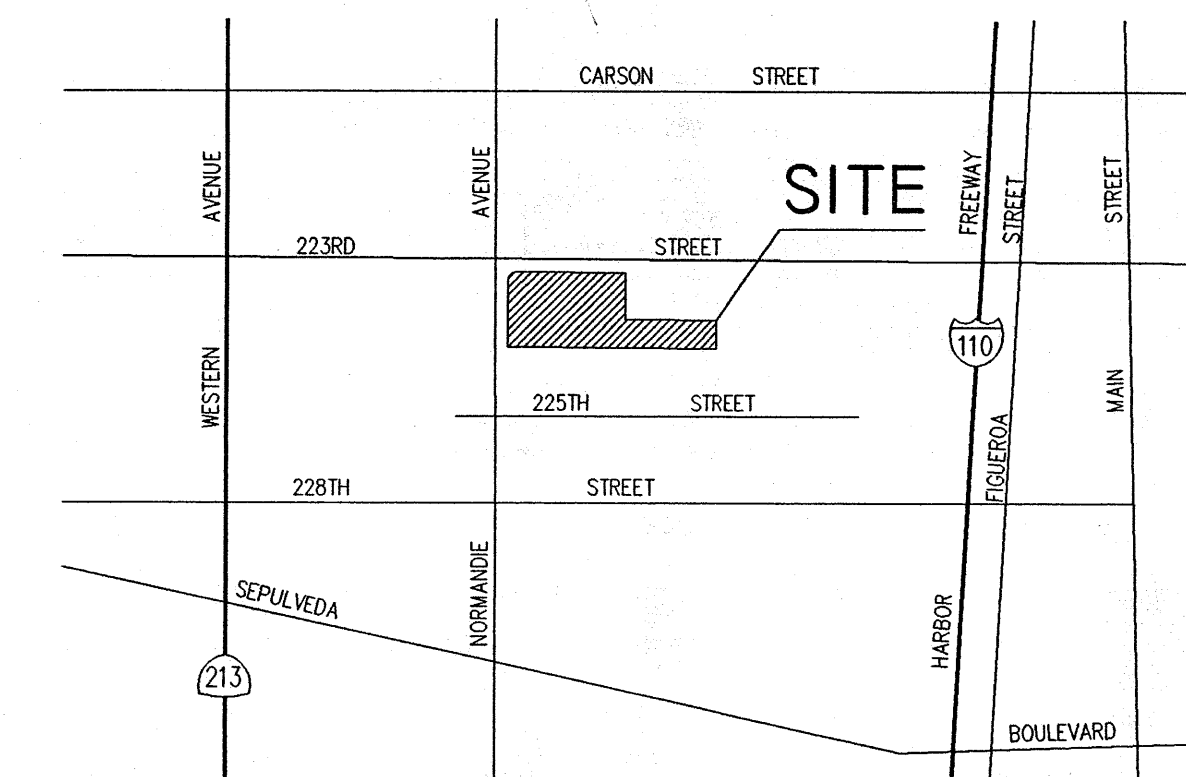 CARSON STREET
WESTERN AVENUE
NORMANDIE AVENUE
HARBOR FREEWAY
FIGUEROA STREET
MAIN STREET
SITE
223RD STREET
110
225TH STREET
228TH STREET
SEPULVEDA BOULEVARD
213